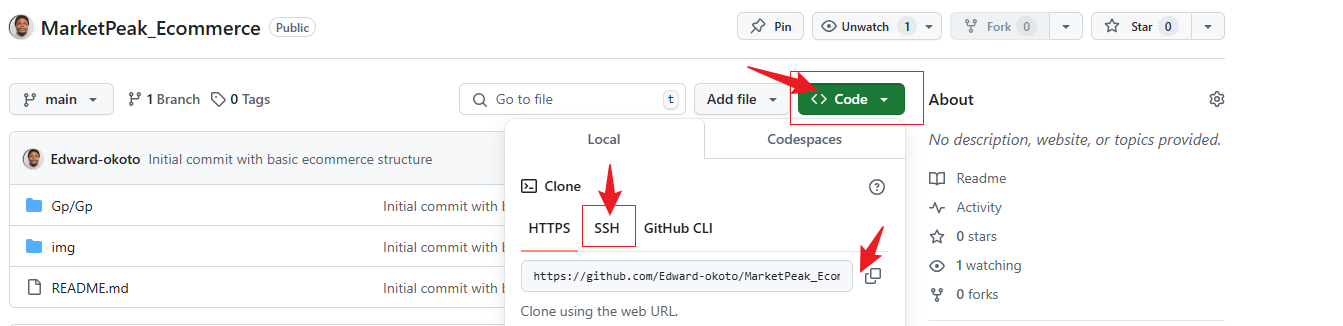 MarketPeak_Ecommerce Public Pin Unwatch 1 Fork 0 Star 0
main 1 Branch 0 Tags Go to file t Add file <> Code About
Local Codespaces
No description, website, or topics provided.
Edward-okoto Initial commit with basic ecommerce structure
Clone
Readme
Gp/Gp Initial commit with b
Activity
HTTPS SSH GitHub CLI
0 stars
img Initial commit with b
1 watching
https://github.com/Edward-okoto/MarketPeak_Ecom
README.md Initial commit with b
0 forks
Clone using the web URL.